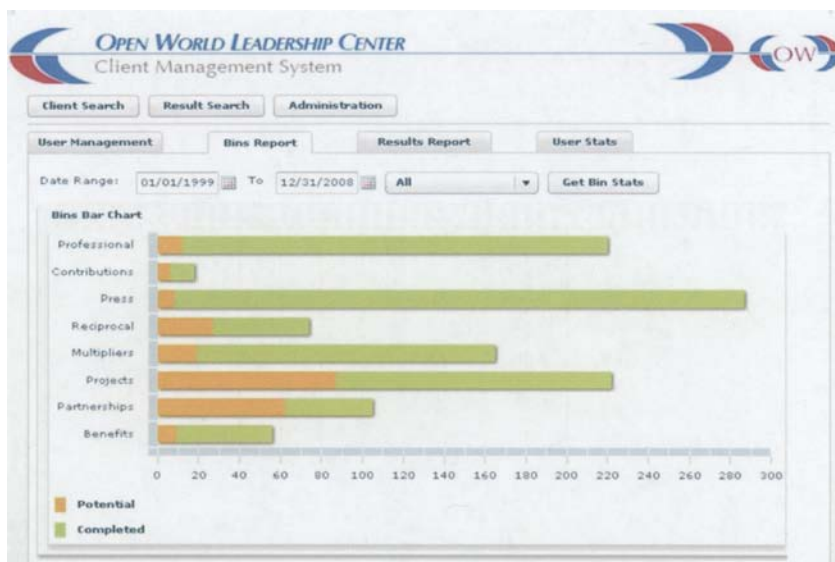 OPEN WORLD LEADERSHIP CENTER
Client Management System
OW
Client Search Result Search Administration
User Management Bins Report Results Report User Stats
Date Range: 01/01/1999 To 12/31/2008 All Get Bin Stats
Bins Bar Chart
Professional
Contributions
Press
Reciprocal
Multipliers
Projects
Partnerships
Benefits
0 20 40 60 80 100 120 140 160 180 200 220 240 260 280 300
Potential
Completed